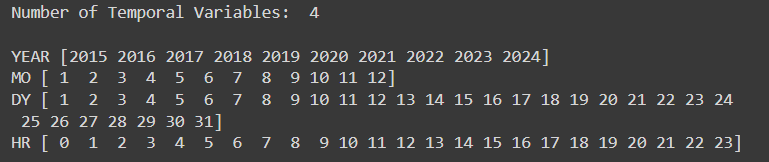 Number of Temporal Variables:  4
YEAR [2015 2016 2017 2018 2019 2020 2021 2022 2023 2024]
MO [ 1  2  3  4  5  6  7  8  9 10 11 12]
DY [ 1  2  3  4  5  6  7  8  9 10 11 12 13 14 15 16 17 18 19 20 21 22 23 24
 25 26 27 28 29 30 31]
HR [ 0  1  2  3  4  5  6  7  8  9 10 11 12 13 14 15 16 17 18 19 20 21 22 23]